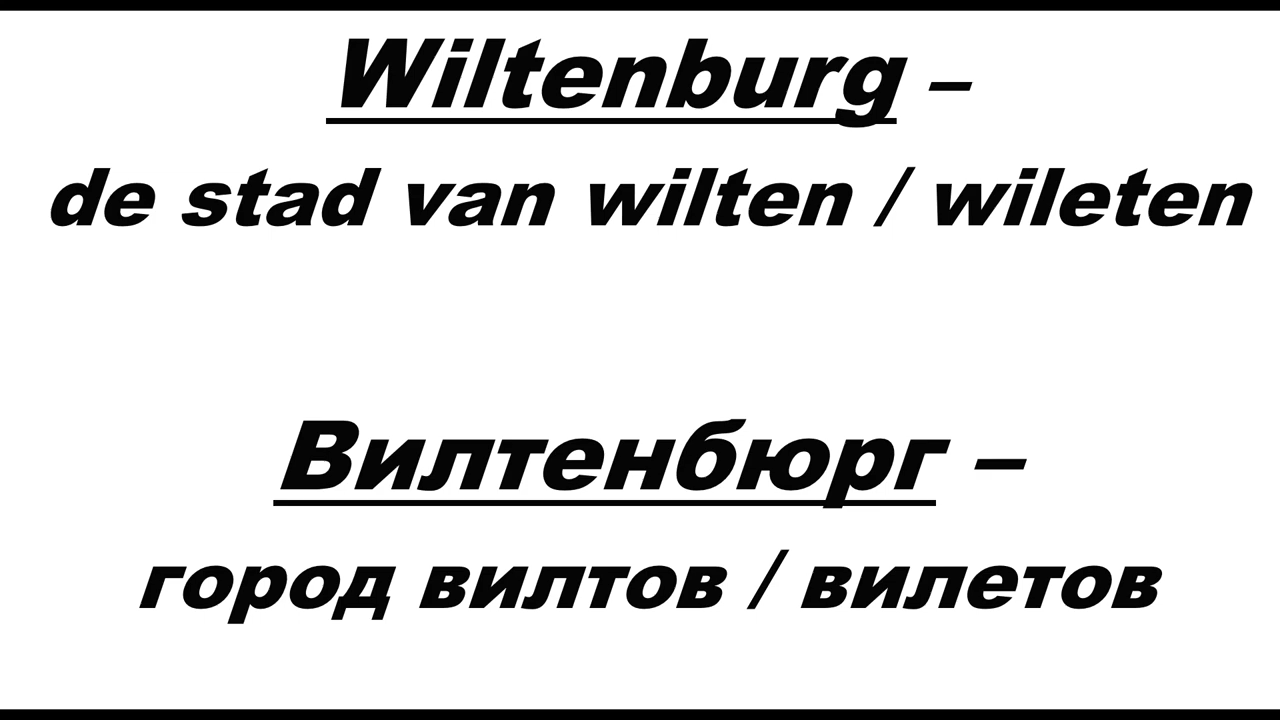 Wiltenburg –
de stad van wilten / wileten
Вилтенбюрг –
город вилтов / вилетов